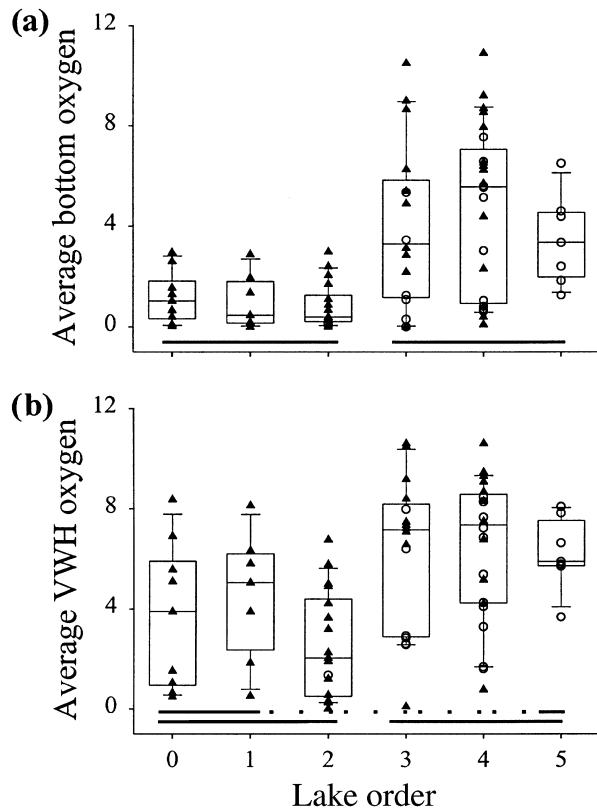 (a)
12
8
4
0
Average bottom oxygen
(b)
12
8
4
0
Average VWH oxygen
0 1 2 3 4 5
Lake order